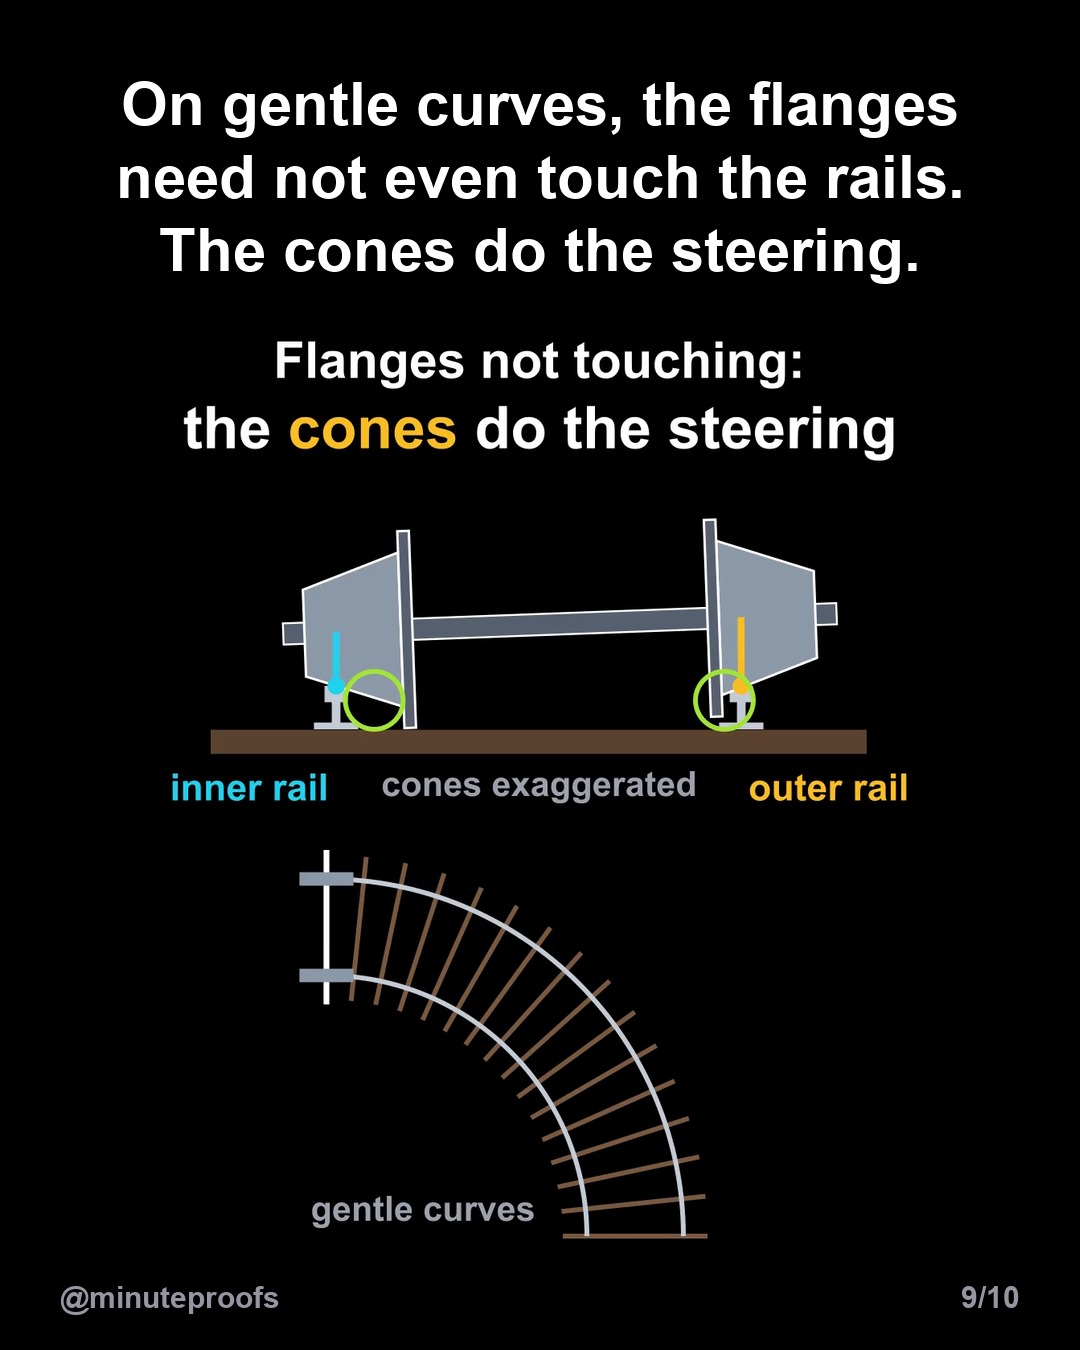 On gentle curves, the flanges
need not even touch the rails.
The cones do the steering.
Flanges not touching:
the cones do the steering
inner rail
cones exaggerated
outer rail
gentle curves
@minuteproofs
9/10